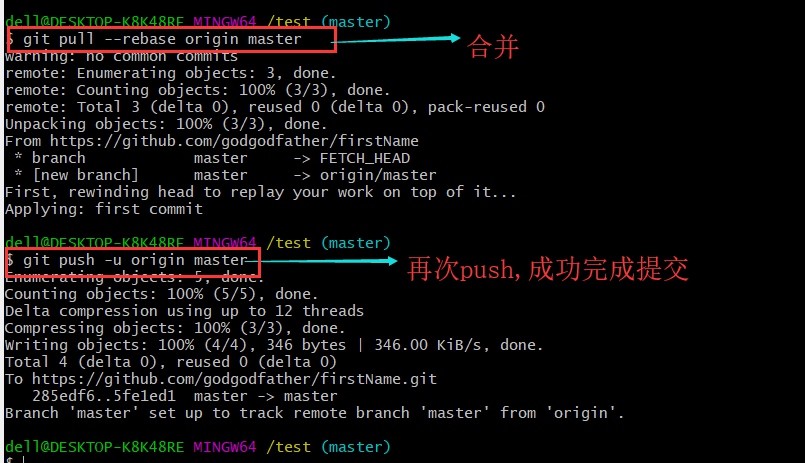 dell@DESKTOP-K8K48RE MINGW64 /test (master)
$ git pull --rebase origin master
合并
warning: no common commits
remote: Enumerating objects: 3, done.
remote: Counting objects: 100% (3/3), done.
remote: Total 3 (delta 0), reused 0 (delta 0), pack-reused 0
Unpacking objects: 100% (3/3), done.
From https://github.com/godgodfather/firstName
 * branch            master     -> FETCH_HEAD
 * [new branch]      master     -> origin/master
First, rewinding head to replay your work on top of it...
Applying: first commit
dell@DESKTOP-K8K48RE MINGW64 /test (master)
$ git push -u origin master
再次push,成功完成提交
Enumerating objects: 5, done.
Counting objects: 100% (5/5), done.
Delta compression using up to 12 threads
Compressing objects: 100% (3/3), done.
Writing objects: 100% (4/4), 346 bytes | 346.00 KiB/s, done.
Total 4 (delta 0), reused 0 (delta 0)
To https://github.com/godgodfather/firstName.git
   285edf6..5fe1ed1  master -> master
Branch 'master' set up to track remote branch 'master' from 'origin'.
dell@DESKTOP-K8K48RE MINGW64 /test (master)
$